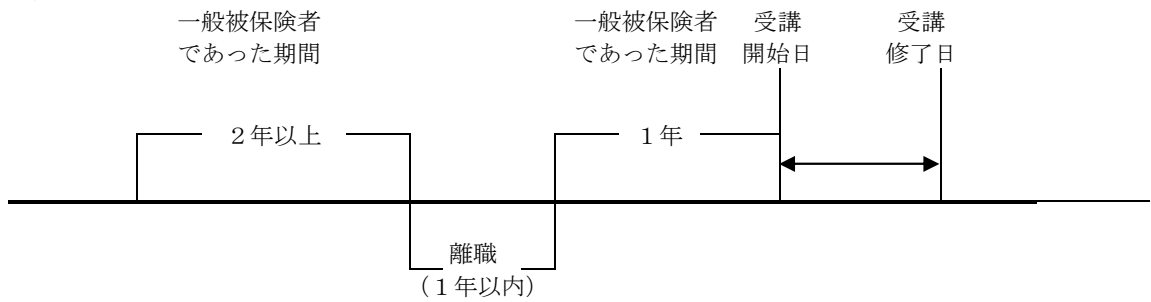 一般被保険者
であった期間
一般被保険者
であった期間
受講
開始日
受講
修了日
２年以上
１年
離職
（１年以内）